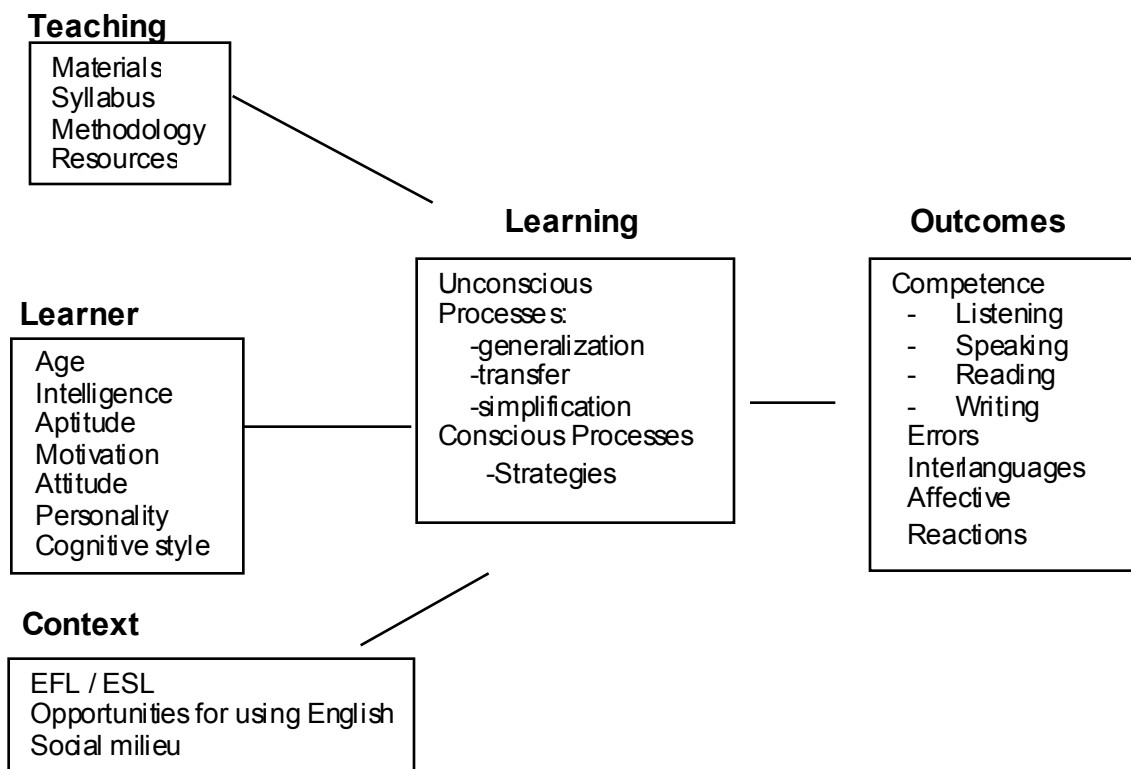 Teaching
Materials
Syllabus
Methodology
Resources
Learner
Age
Intelligence
Aptitude
Motivation
Attitude
Personality
Cognitive style
Context
EFL / ESL
Opportunities for using English
Social milieu
Learning
Unconscious
Processes:
-generalization
-transfer
-simplification
Conscious Processes
-Strategies
Outcomes
Competence
- Listening
- Speaking
- Reading
- Writing
Errors
Interlanguages
Affective
Reactions